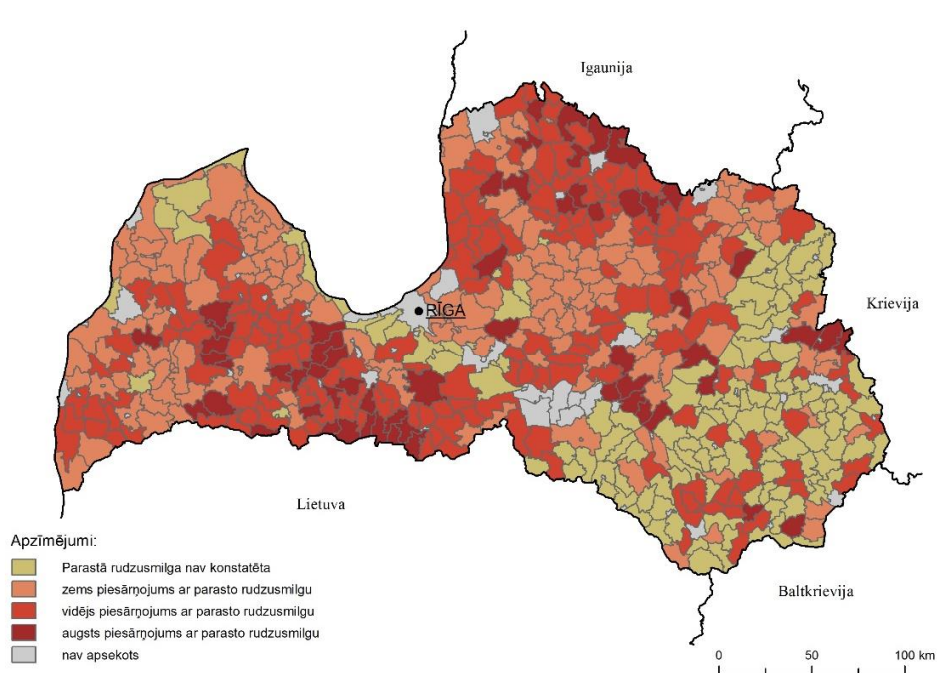 Igaunija
Krievija
RĪGA
Lietuva
Baltkrievija
Apzīmējumi:
Parastā rudzusmilga nav konstatēta
zems piesārņojums ar parasto rudzusmilgu
vidējs piesārņojums ar parasto rudzusmilgu
augsts piesārņojums ar parasto rudzusmilgu
nav apsekots
0 50 100 km